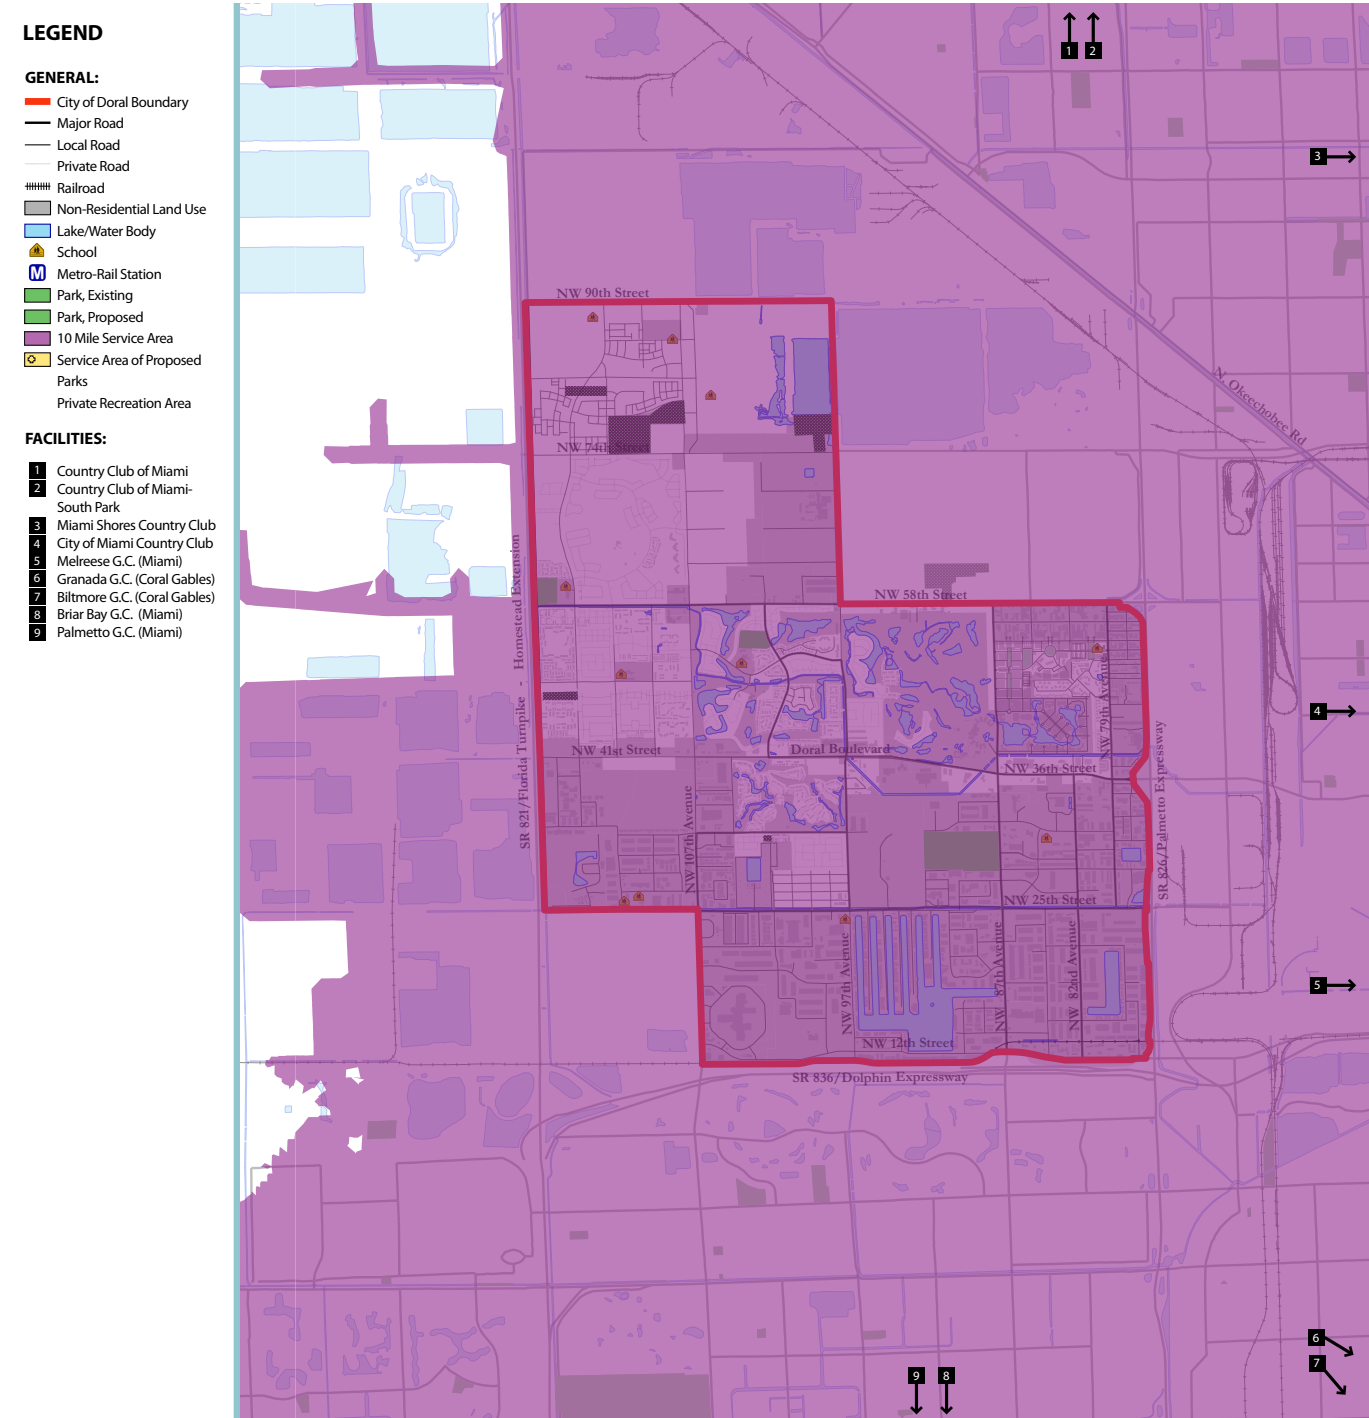 LEGEND
GENERAL:
City of Doral Boundary
Major Road
Local Road
Private Road
Railroad
Non-Residential Land Use
Lake/Water Body
School
M Metro-Rail Station
Park, Existing
Park, Proposed
10 Mile Service Area
Service Area of Proposed
Parks
Private Recreation Area
FACILITIES:
1 Country Club of Miami
2 Country Club of Miami-
South Park
3 Miami Shores Country Club
4 City of Miami Country Club
5 Melreese G.C. (Miami)
6 Granada G.C. (Coral Gables)
7 Biltmore G.C. (Coral Gables)
8 Briar Bay G.C. (Miami)
9 Palmetto G.C. (Miami)
1
2
3
NW 90th Street
N. Okeechobee Rd
NW 74th Street
SR 821/Florida Turnpike - Homestead Extension
NW 58th Street
NW 79th Avenue
4
NW 41st Street
Doral Boulevard
NW 36th Street
SR 826/Palmetto Expressway
NW 107th Avenue
NW 25th Street
NW 97th Avenue
NW 87th Avenue
NW 82nd Avenue
5
NW 12th Street
SR 836/Dolphin Expressway
6
7
9
8